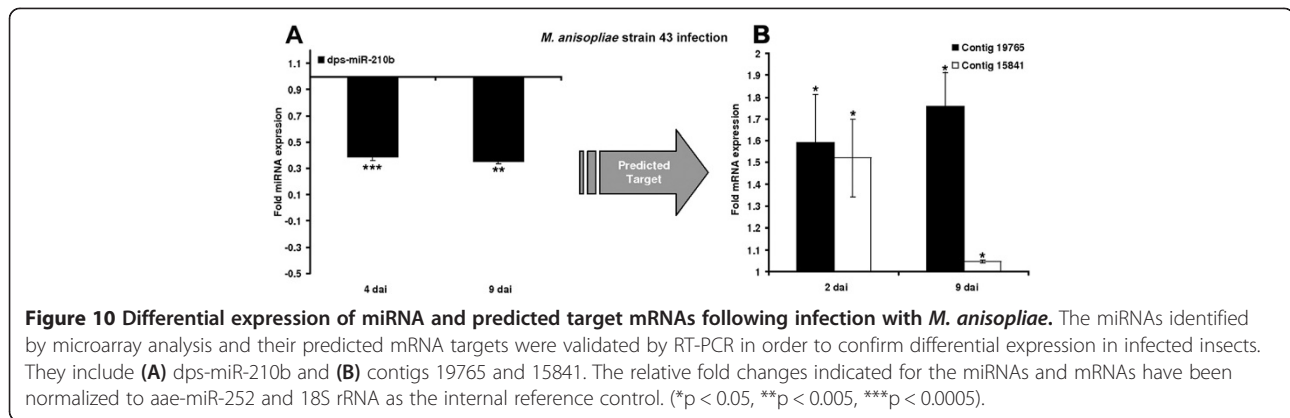 A
M. anisopliae strain 43 infection
B
dps-miR-210b
Fold miRNA exprssion
1.1
0.9
0.7
0.5
0.3
0.1
-0.1
-0.3
-0.5
***
**
4 dai
9 dai
Predicted
Target
Contig 19765
Contig 15841
Fold mRNA expression
2
1.9
1.8
1.7
1.6
1.5
1.4
1.3
1.2
1.1
1
*
*
*
*
2 dai
9 dai
Figure 10 Differential expression of miRNA and predicted target mRNAs following infection with M. anisopliae. The miRNAs identified
by microarray analysis and their predicted mRNA targets were validated by RT-PCR in order to confirm differential expression in infected insects.
They include (A) dps-miR-210b and (B) contigs 19765 and 15841. The relative fold changes indicated for the miRNAs and mRNAs have been
normalized to aae-miR-252 and 18S rRNA as the internal reference control. (*p < 0.05, **p < 0.005, ***p < 0.0005).